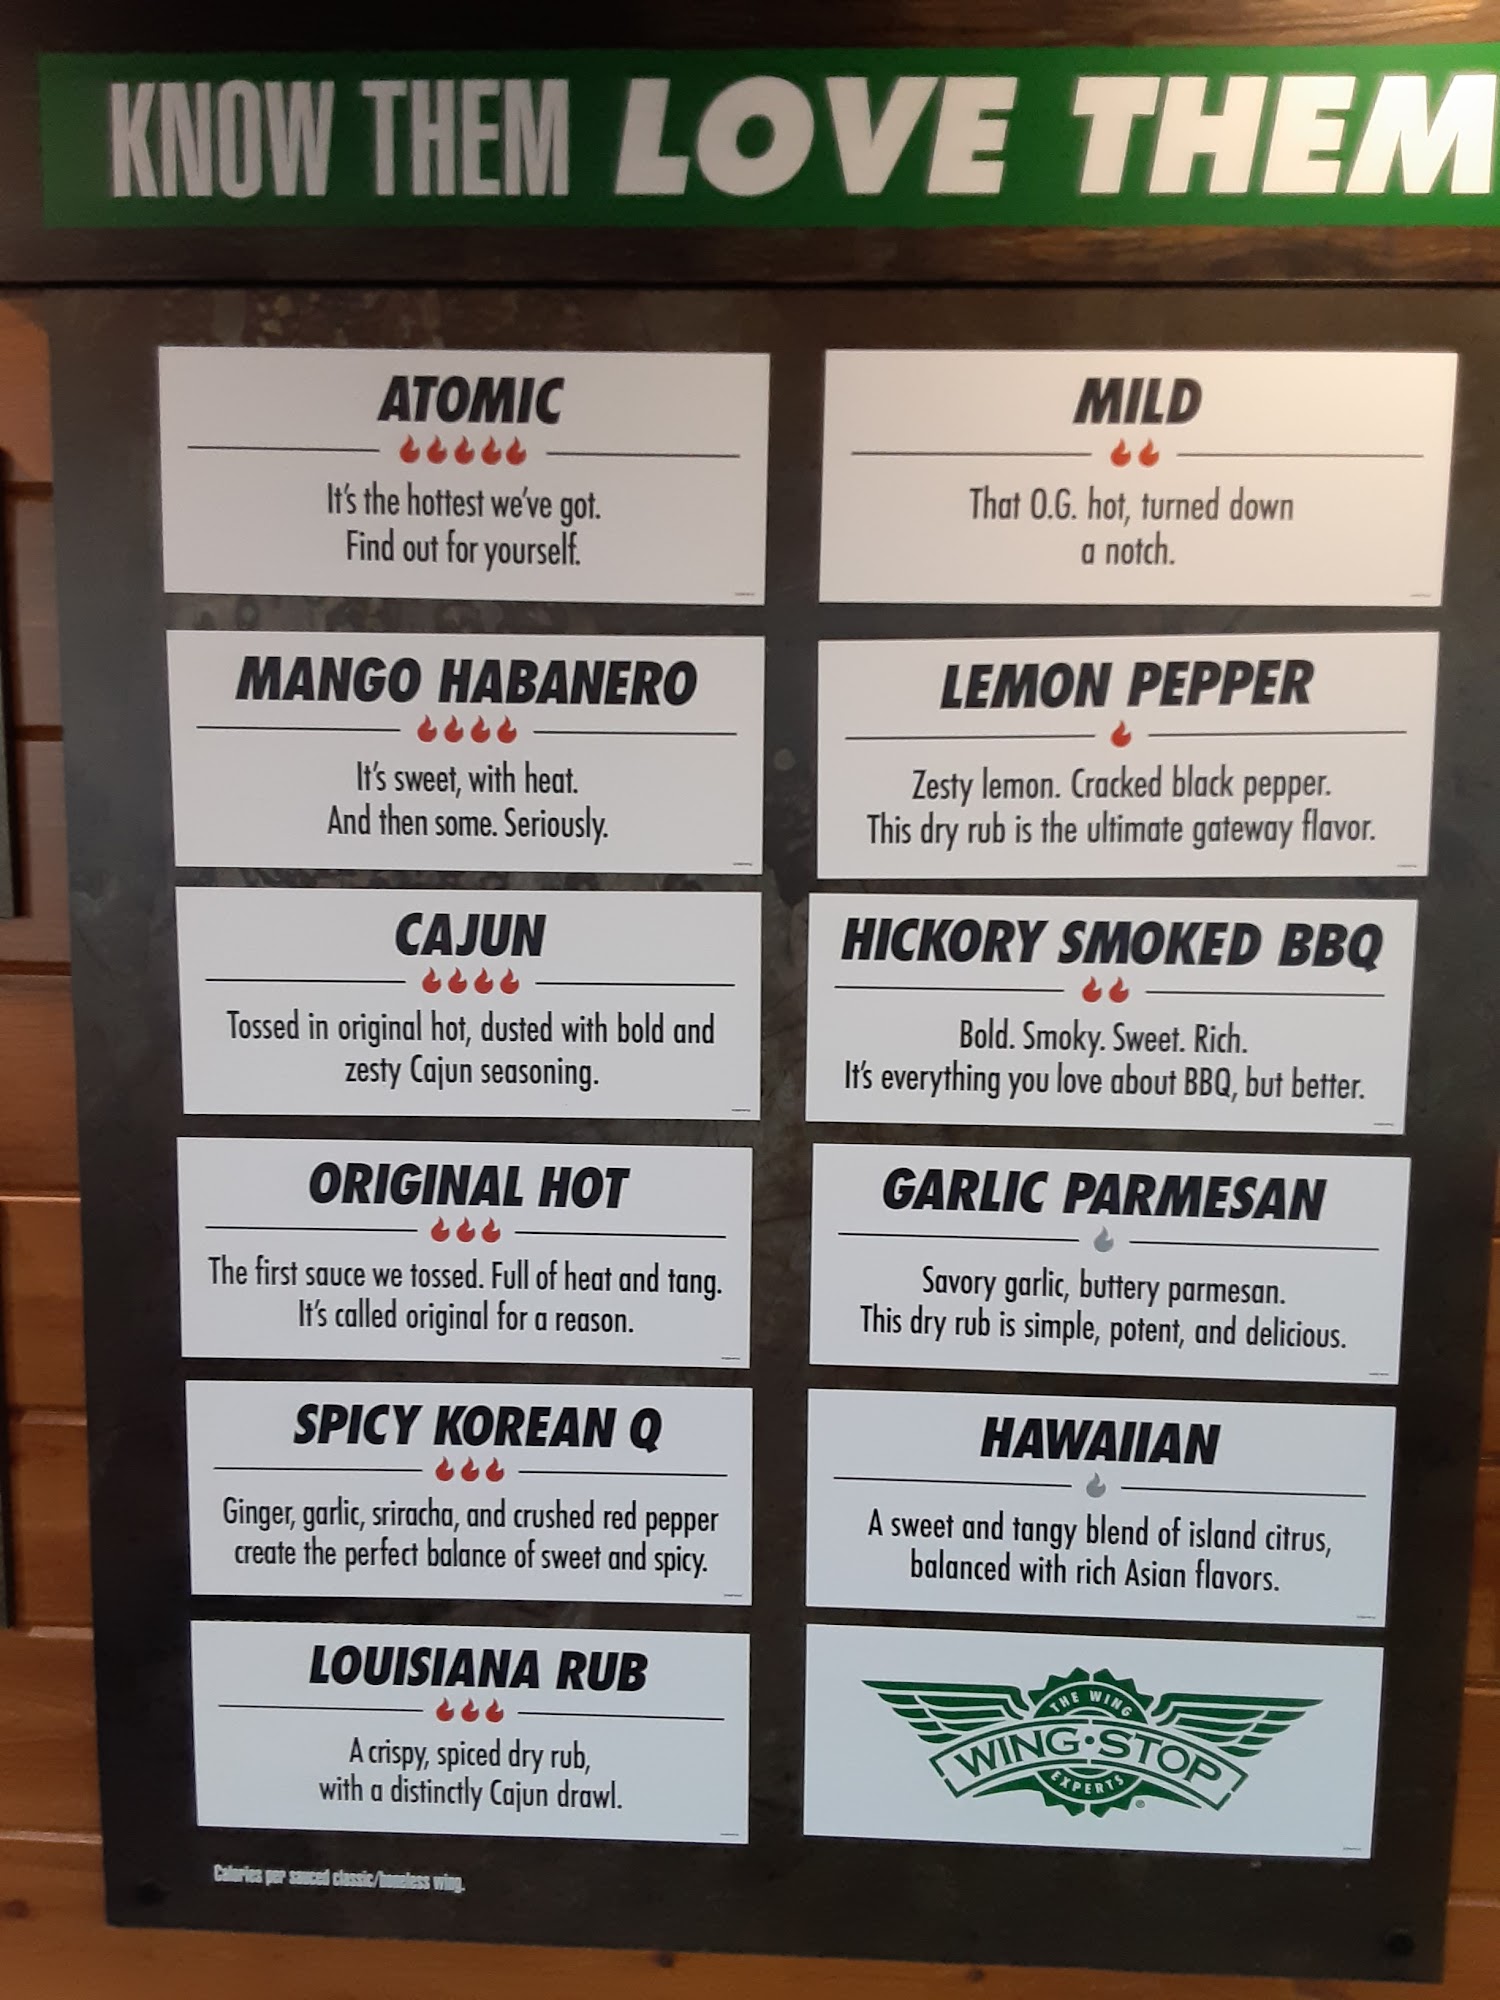 KNOW THEM LOVE THEM
ATOMIC
It's the hottest we've got.
Find out for yourself.
MANGO HABANERO
It's sweet, with heat.
And then some. Seriously.
CAJUN
Tossed in original hot, dusted with bold and
zesty Cajun seasoning.
ORIGINAL HOT
The first sauce we tossed. Full of heat and tang.
It's called original for a reason.
SPICY KOREAN Q
Ginger, garlic, sriracha, and crushed red pepper
create the perfect balance of sweet and spicy.
LOUISIANA RUB
A crispy, spiced dry rub,
with a distinctly Cajun drawl.
MILD
That O.G. hot, turned down
a notch.
LEMON PEPPER
Zesty lemon. Cracked black pepper.
This dry rub is the ultimate gateway flavor.
HICKORY SMOKED BBQ
Bold. Smoky. Sweet. Rich.
It's everything you love about BBQ, but better.
GARLIC PARMESAN
Savory garlic, buttery parmesan.
This dry rub is simple, potent, and delicious.
HAWAIIAN
A sweet and tangy blend of island citrus,
balanced with rich Asian flavors.
THE WING
WING·STOP
EXPERTS
®
Calories per sauced classic/boneless wing.